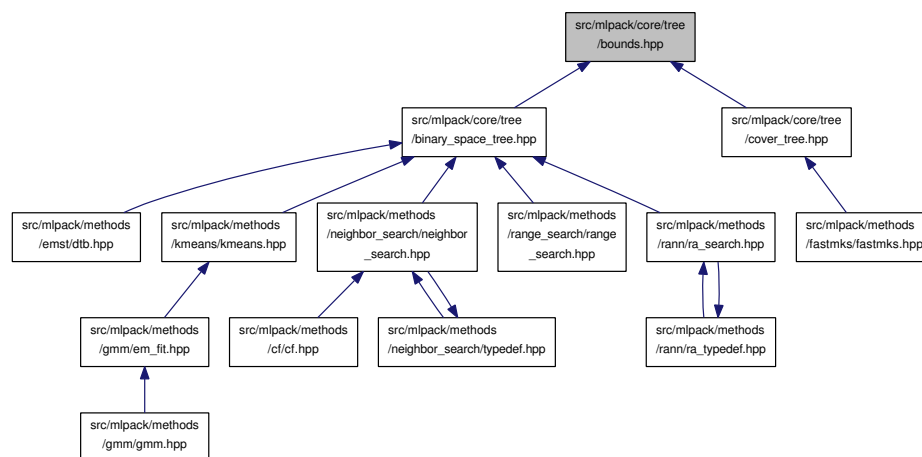 src/mlpack/core/tree
/bounds.hpp
src/mlpack/core/tree
/binary_space_tree.hpp
src/mlpack/core/tree
/cover_tree.hpp
src/mlpack/methods
/emst/dtb.hpp
src/mlpack/methods
/kmeans/kmeans.hpp
src/mlpack/methods
/neighbor_search/neighbor
_search.hpp
src/mlpack/methods
/range_search/range
_search.hpp
src/mlpack/methods
/rann/ra_search.hpp
src/mlpack/methods
/fastmks/fastmks.hpp
src/mlpack/methods
/gmm/em_fit.hpp
src/mlpack/methods
/cf/cf.hpp
src/mlpack/methods
/neighbor_search/typedef.hpp
src/mlpack/methods
/rann/ra_typedef.hpp
src/mlpack/methods
/gmm/gmm.hpp